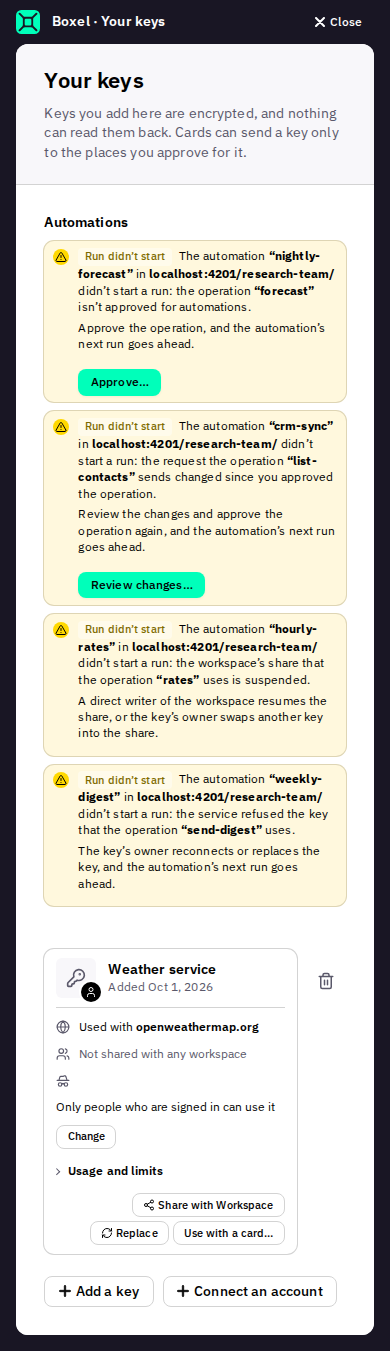 Boxel · Your keys
Close
Your keys
Keys you add here are encrypted, and nothing
can read them back. Cards can send a key only
to the places you approve for it.
Automations
Run didn't start The automation “nightly-
forecast” in localhost:4201/research-team/
didn’t start a run: the operation “forecast”
isn’t approved for automations.
Approve the operation, and the automation’s
next run goes ahead.
Approve…
Run didn't start The automation “crm-sync”
in localhost:4201/research-team/ didn’t
start a run: the request the operation “list-
contacts” sends changed since you approved
the operation.
Review the changes and approve the
operation again, and the automation’s next run
goes ahead.
Review changes…
Run didn't start The automation “hourly-
rates” in localhost:4201/research-team/
didn’t start a run: the workspace’s share that
the operation “rates” uses is suspended.
A direct writer of the workspace resumes the
share, or the key’s owner swaps another key
into the share.
Run didn't start The automation “weekly-
digest” in localhost:4201/research-team/
didn’t start a run: the service refused the key
that the operation “send-digest” uses.
The key’s owner reconnects or replaces the
key, and the automation’s next run goes
ahead.
Weather service
Added Oct 1, 2026
Used with openweathermap.org
Not shared with any workspace
Only people who are signed in can use it
Change
Usage and limits
Share with Workspace
Replace
Use with a card…
Add a key
Connect an account